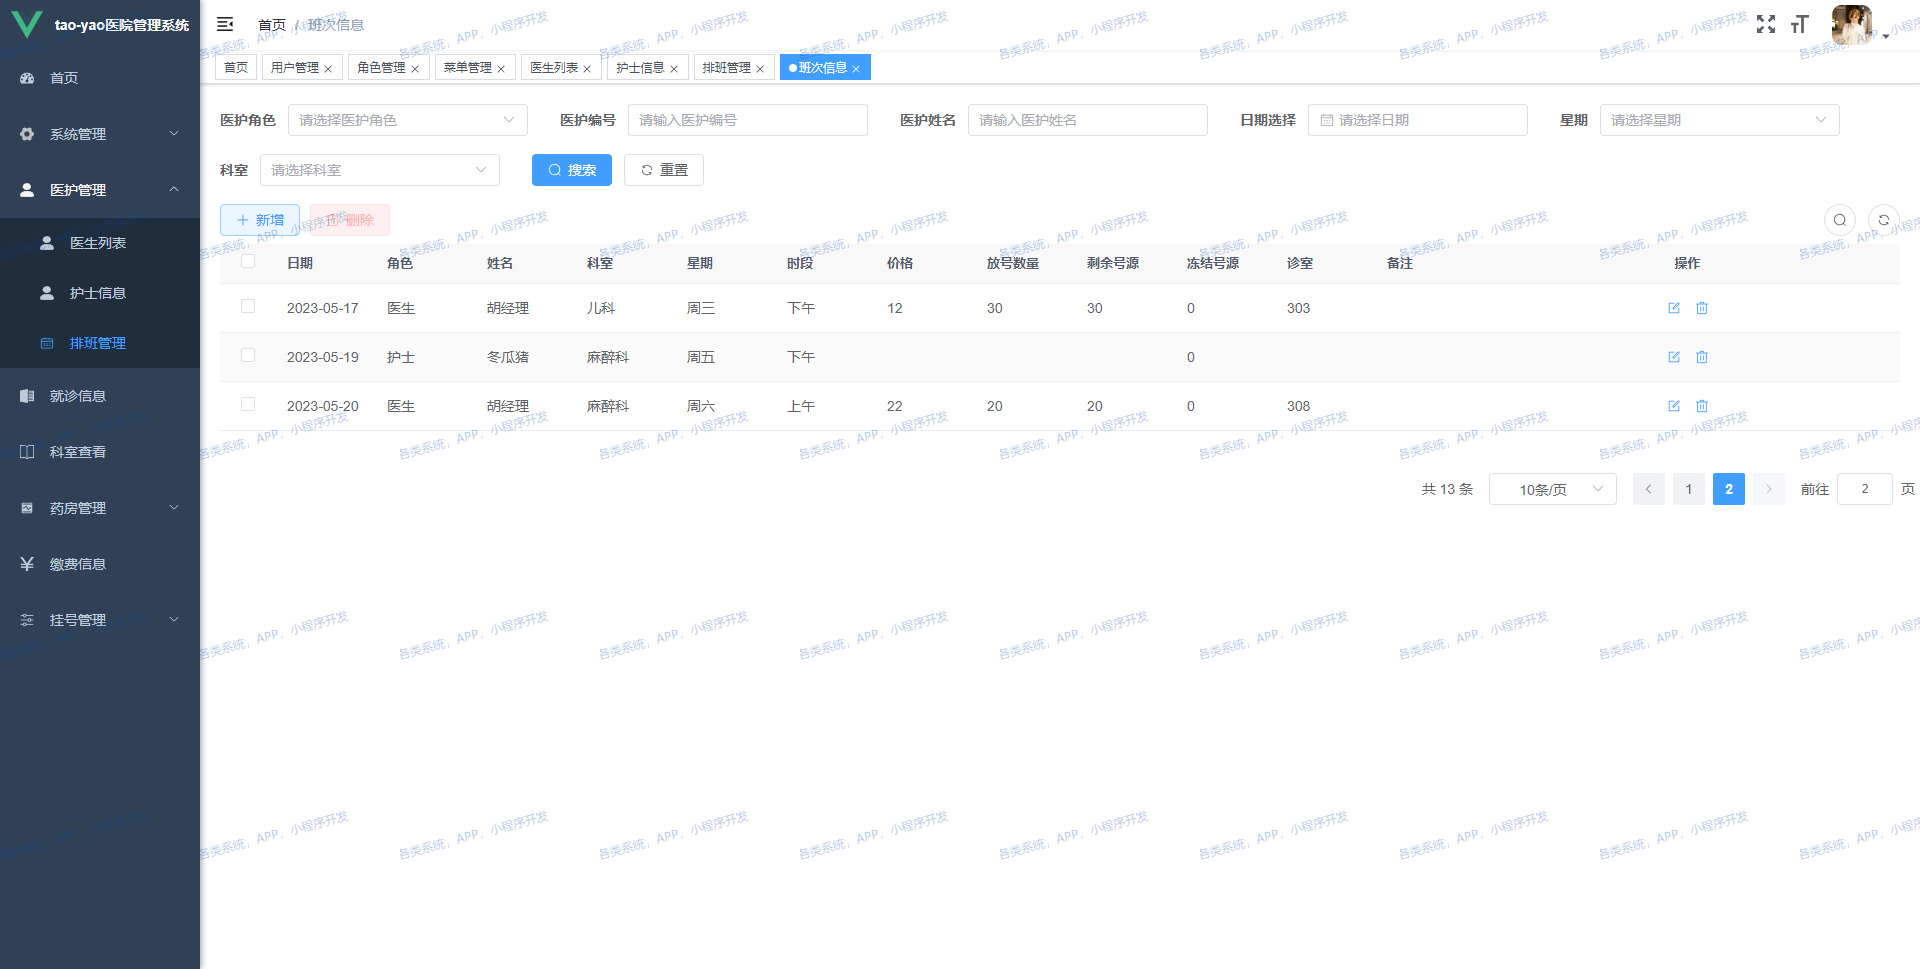 tao-yao医院管理系统
首页 / 班次信息
首页 用户管理 角色管理 菜单管理 医生列表 护士信息 排班管理 班次信息
首页
系统管理
医护管理
医生列表
护士信息
排班管理
就诊信息
科室查看
药房管理
缴费信息
挂号管理
医护角色 请选择医护角色 医护编号 请输入医护编号 医护姓名 请输入医护姓名 日期选择 请选择日期 星期 请选择星期
科室 请选择科室 搜索 重置
新增 删除
日期 角色 姓名 科室 星期 时段 价格 放号数量 剩余号源 冻结号源 诊室 备注 操作
2023-05-17 医生 胡经理 儿科 周三 下午 12 30 30 0 303
2023-05-19 护士 冬瓜猪 麻醉科 周五 下午 0
2023-05-20 医生 胡经理 麻醉科 周六 上午 22 20 20 0 308
共 13 条 10条/页 1 2 前往 2 页
各类系统，APP，小程序开发